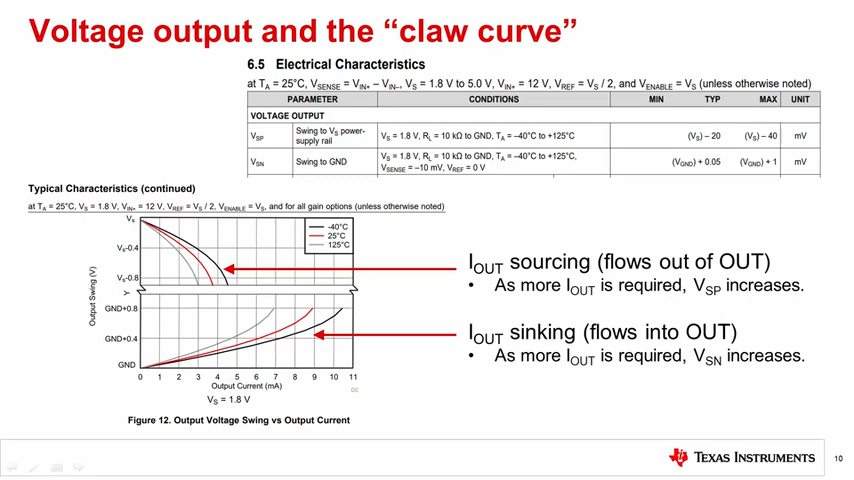 Voltage output and the “claw curve”
6.5 Electrical Characteristics
at TA = 25°C, VSENSE = VIN+ – VIN–, VS = 1.8 V to 5.0 V, VIN+ = 12 V, VREF = VS / 2, and VENABLE = VS (unless otherwise noted)
PARAMETER CONDITIONS MIN TYP MAX UNIT
VOLTAGE OUTPUT
VSP Swing to VS power-supply rail VS = 1.8 V, RL = 10 kΩ to GND, TA = –40°C to +125°C (VS) – 20 (VS) – 40 mV
VSN Swing to GND VS = 1.8 V, RL = 10 kΩ to GND, TA = –40°C to +125°C, VSENSE = –10 mV, VREF = 0 V (VGND) + 0.05 (VGND) + 1 mV
Typical Characteristics (continued)
at TA = 25°C, VS = 1.8 V, VIN+ = 12 V, VREF = VS / 2, VENABLE = VS, and for all gain options (unless otherwise noted)
Output Swing (V)
VS
VS-0.4
VS-0.8
GND+0.8
GND+0.4
GND
-40°C
25°C
125°C
0 1 2 3 4 5 6 7 8 9 10 11
Output Current (mA)
VS = 1.8 V
Figure 12. Output Voltage Swing vs Output Current
IOUT sourcing (flows out of OUT)
• As more IOUT is required, VSP increases.
IOUT sinking (flows into OUT)
• As more IOUT is required, VSN increases.
TEXAS INSTRUMENTS
10